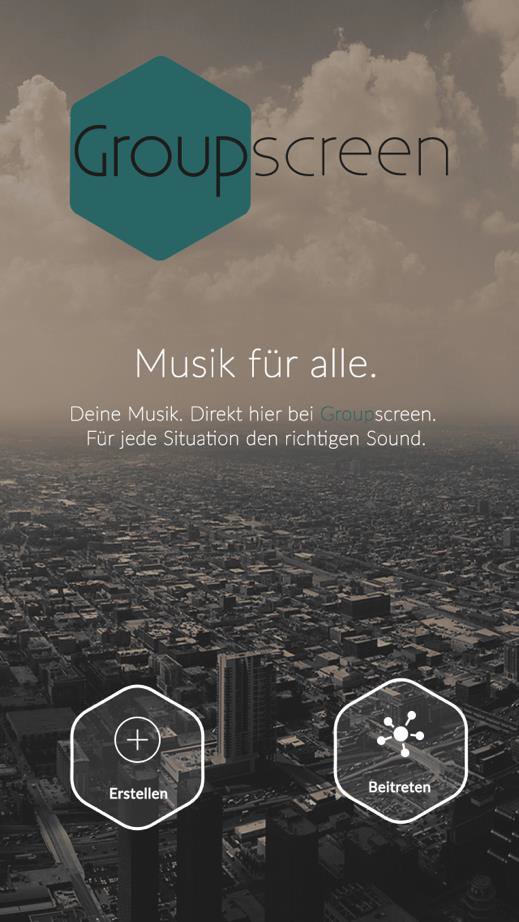 Groupscreen
Musik für alle.
Deine Musik. Direkt hier bei Groupscreen.
Für jede Situation den richtigen Sound.
Erstellen
Beitreten